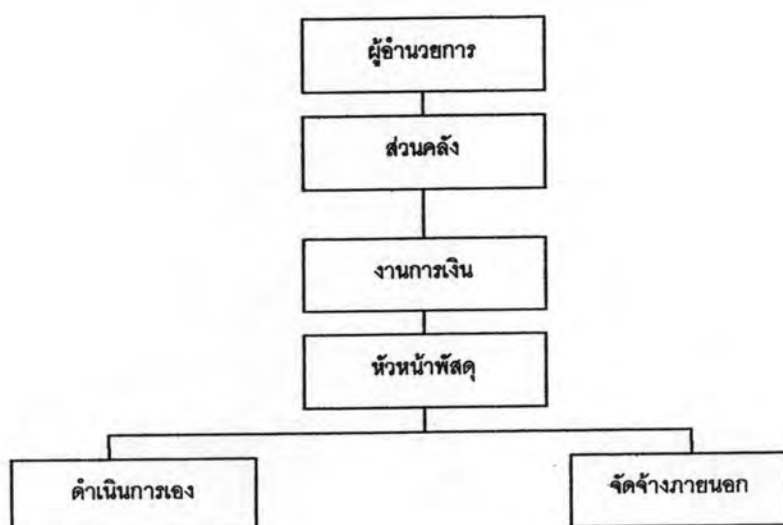 ผู้อำนวยการ
ส่วนคลัง
งานการเงิน
หัวหน้าพัสดุ
ดำเนินการเอง
จัดจ้างภายนอก